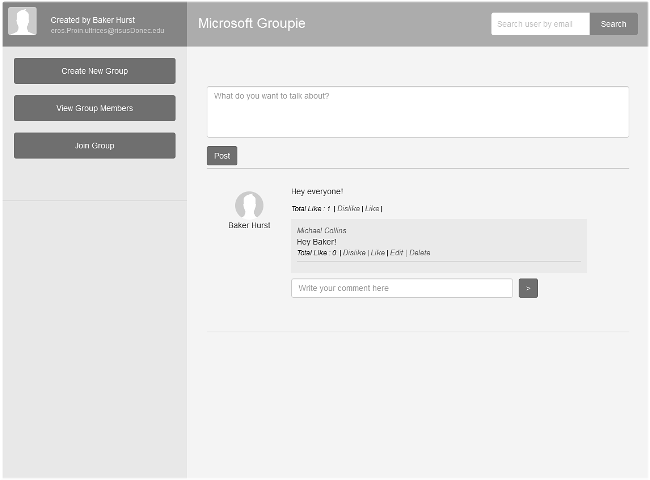 Created by Baker Hurst
Microsoft Groupie
Search user by email
Search
Create New Group
View Group Members
Join Group
What do you want to talk about?
Post
Hey everyone!
Total Like : 1 | Dislike | Like |
Baker Hurst
Michael Collins
Hey Baker!
Total Like : 0 | Dislike | Like | Edit | Delete
Write your comment here
>